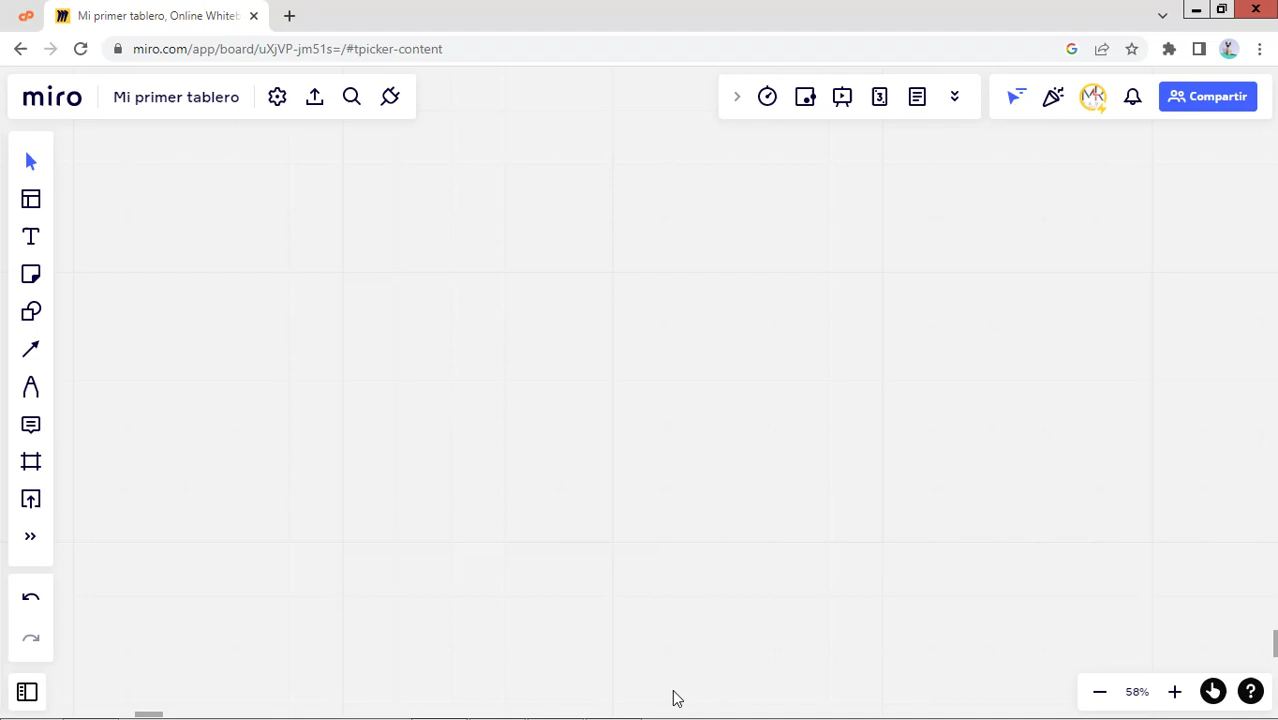 Mi primer tablero, Online Whiteb
miro.com/app/board/uXjVP-jm51s=/#tpicker-content
miro
Mi primer tablero
3
Compartir
58%